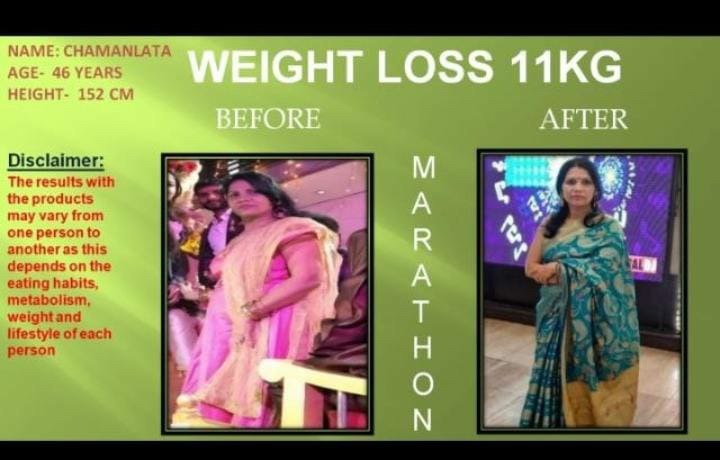 NAME: CHAMANLATA
AGE- 46 YEARS
HEIGHT- 152 CM
WEIGHT LOSS 11KG
BEFORE
AFTER
Disclaimer:
The results with
the products
may vary from
one person to
another as this
depends on the
eating habits,
metabolism,
weight and
lifestyle of each
person
MARATHON